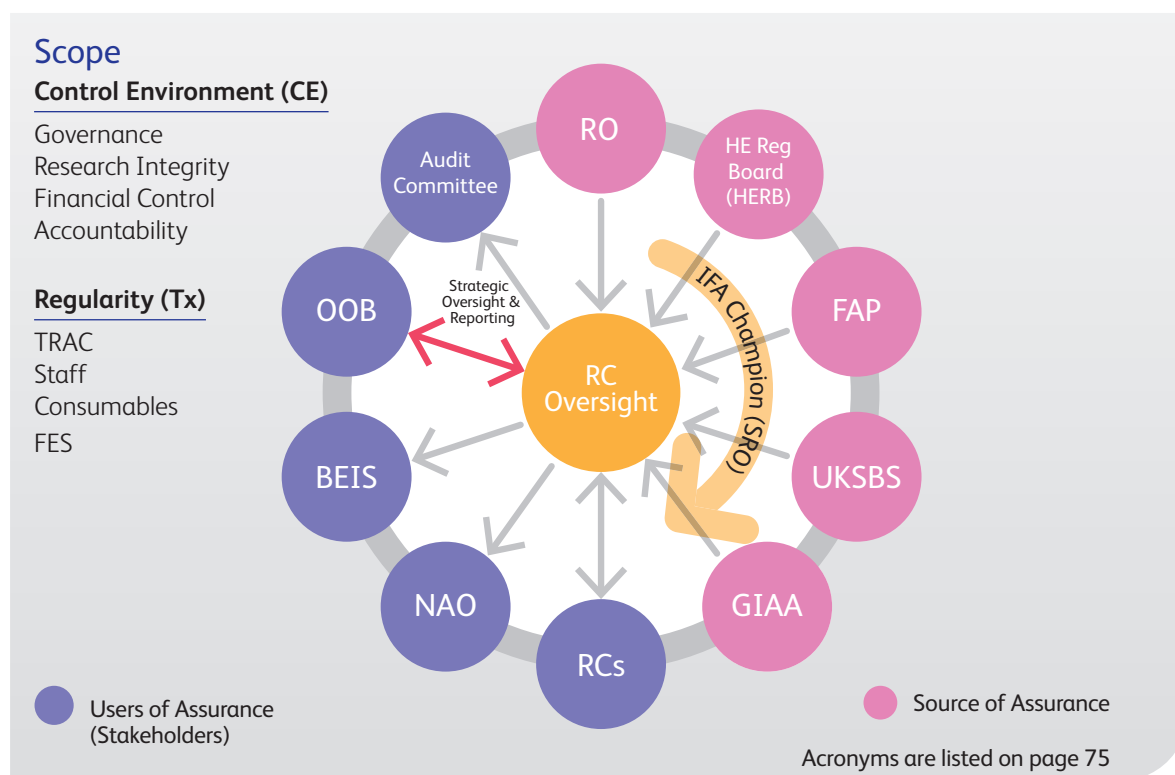 Scope
Control Environment (CE)
Governance
Research Integrity
Financial Control
Accountability
Regularity (Tx)
TRAC
Staff
Consumables
FES
RO
HE Reg
Board
(HERB)
FAP
UKSBS
GIAA
RCs
NAO
BEIS
OOB
Audit
Committee
Strategic
Oversight &
Reporting
RC
Oversight
IFA Champion (SRO)
Users of Assurance
(Stakeholders)
Source of Assurance
Acronyms are listed on page 75